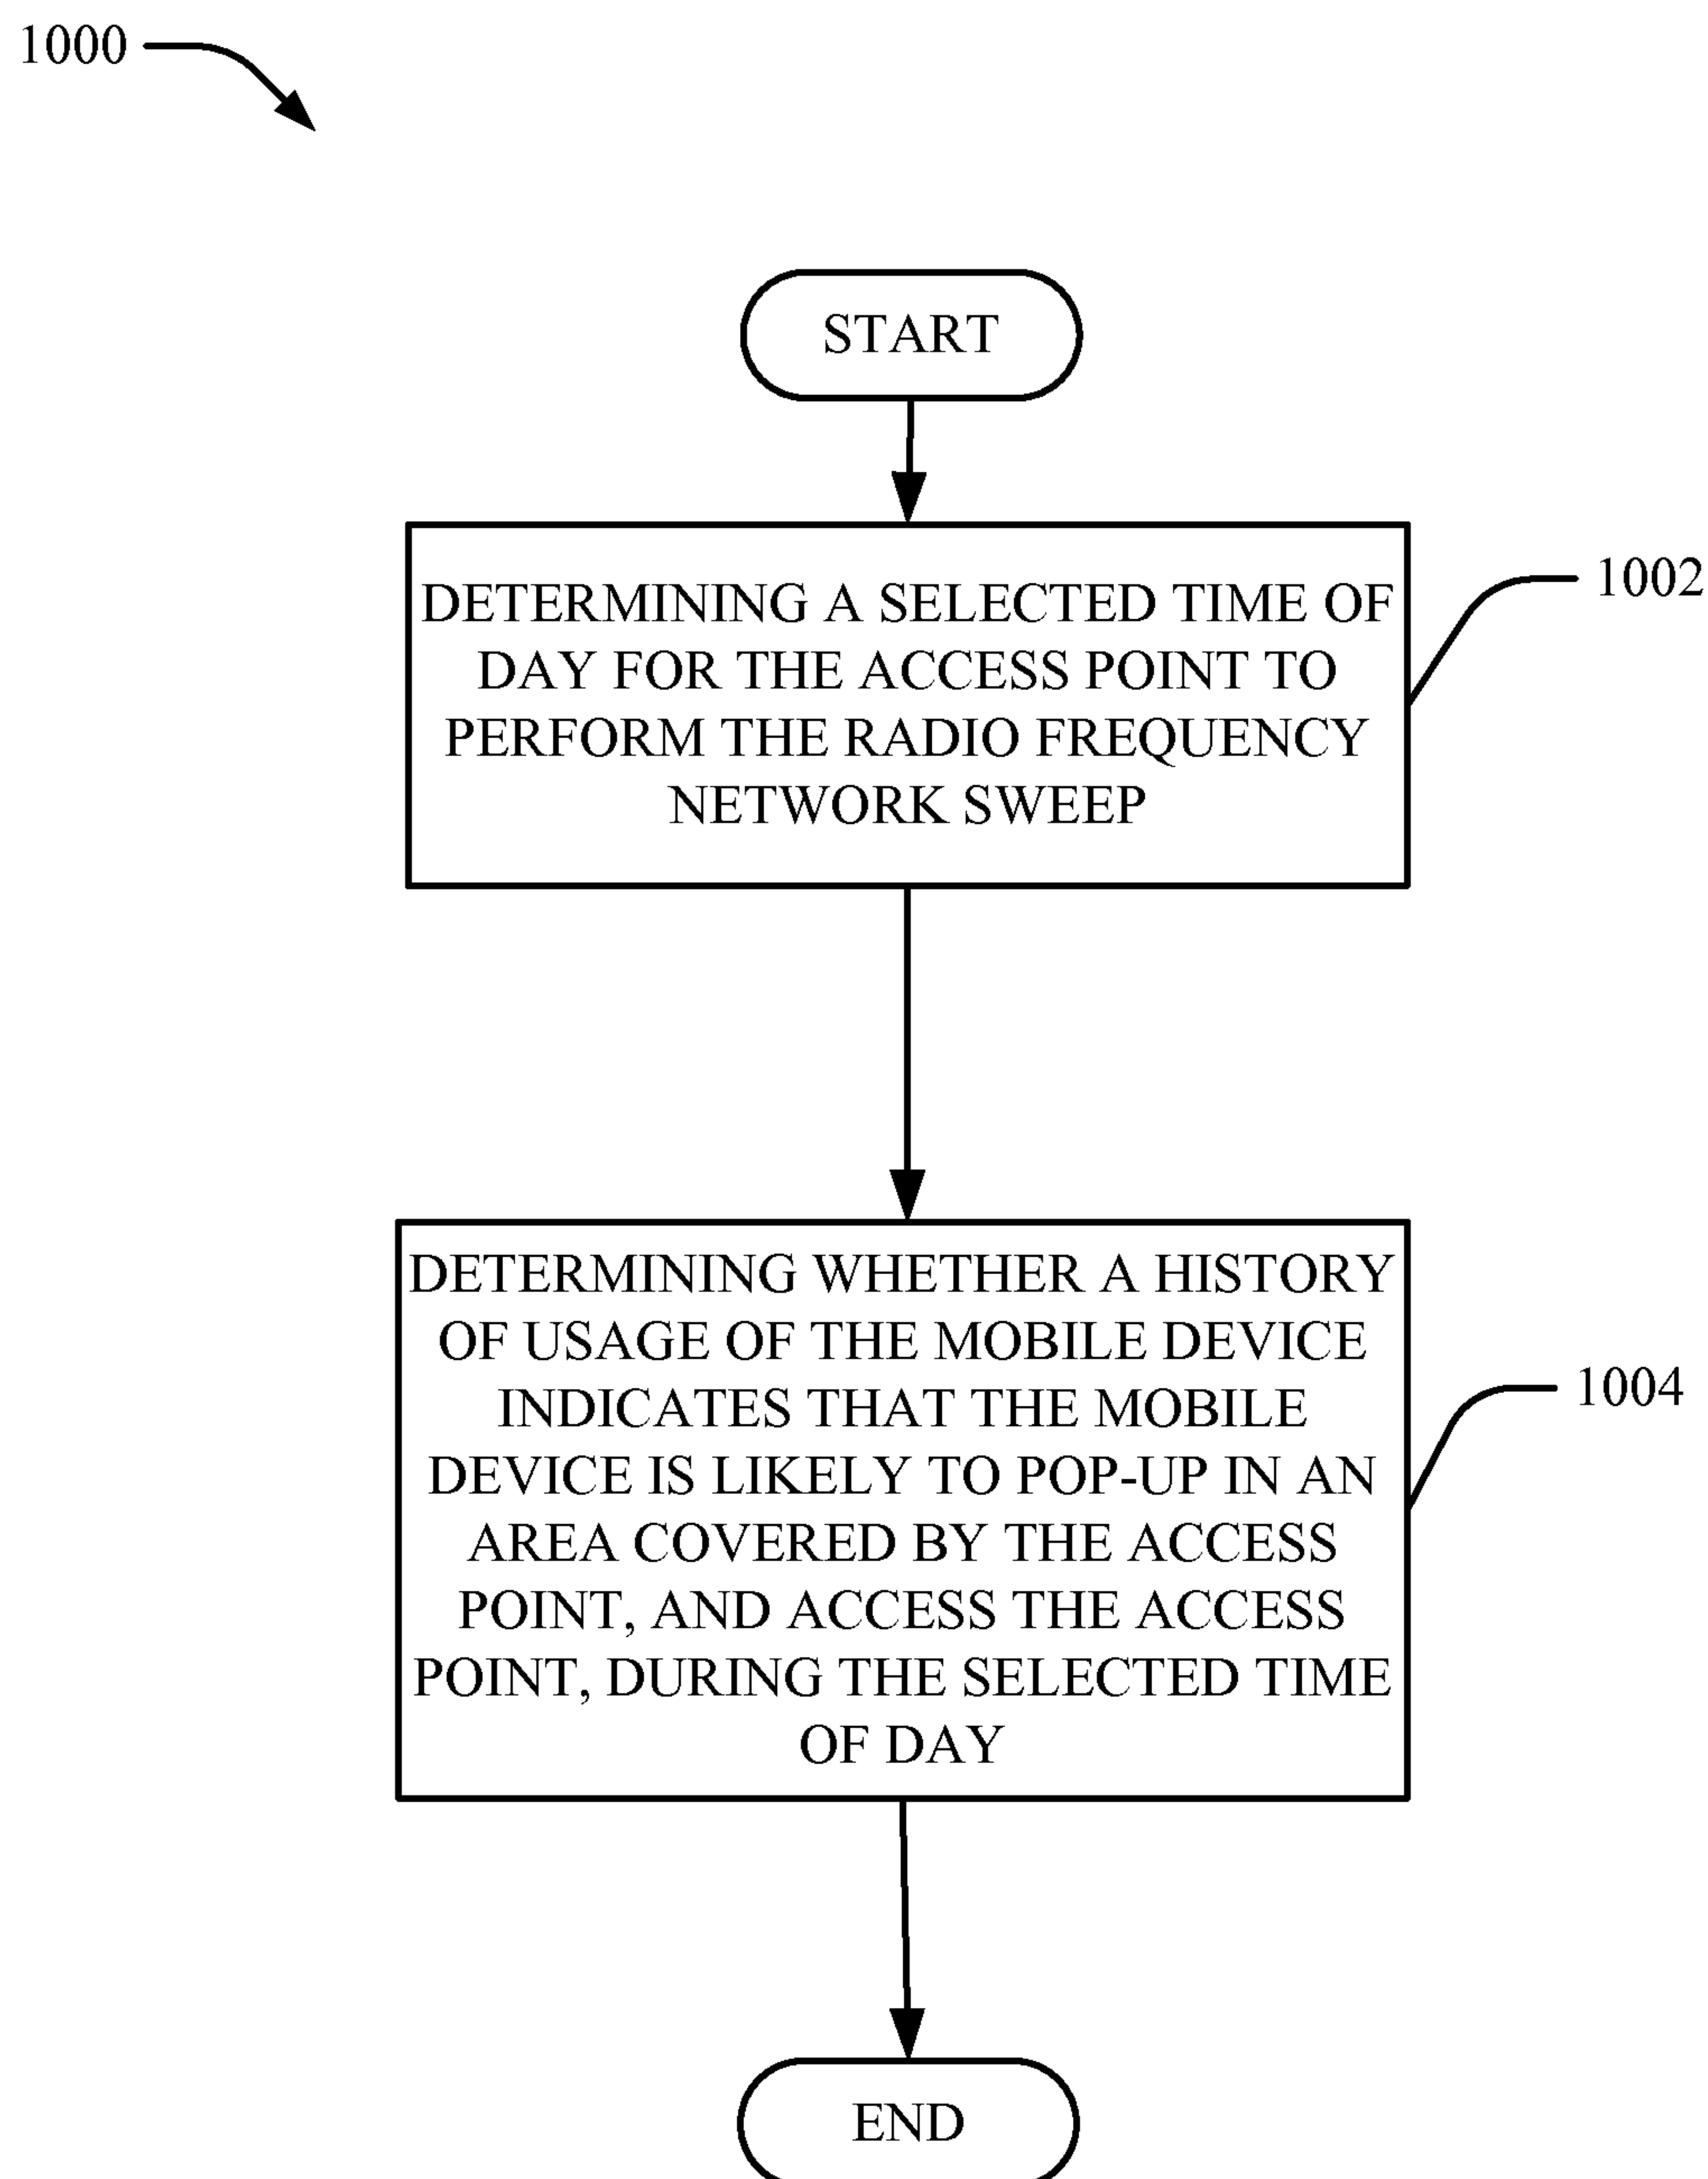 1000
START
DETERMINING A SELECTED TIME OF
DAY FOR THE ACCESS POINT TO
PERFORM THE RADIO FREQUENCY
NETWORK SWEEP
1002
DETERMINING WHETHER A HISTORY
OF USAGE OF THE MOBILE DEVICE
INDICATES THAT THE MOBILE
DEVICE IS LIKELY TO POP-UP IN AN
AREA COVERED BY THE ACCESS
POINT, AND ACCESS THE ACCESS
POINT, DURING THE SELECTED TIME
OF DAY
1004
END